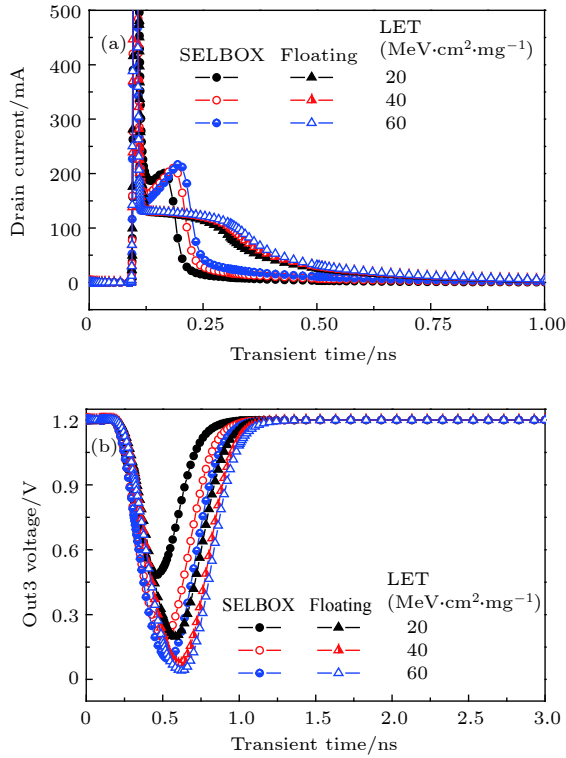 (a)
LET
SELBOX Floating (MeV·cm²·mg⁻¹)
20
40
60
500
400
300
200
100
0
Drain current/mA
0 0.25 0.50 0.75 1.00
Transient time/ns
(b)
1.2
0.9
0.6
0.3
0
Out3 voltage/V
LET
SELBOX Floating (MeV·cm²·mg⁻¹)
20
40
60
0 0.5 1.0 1.5 2.0 2.5 3.0
Transient time/ns